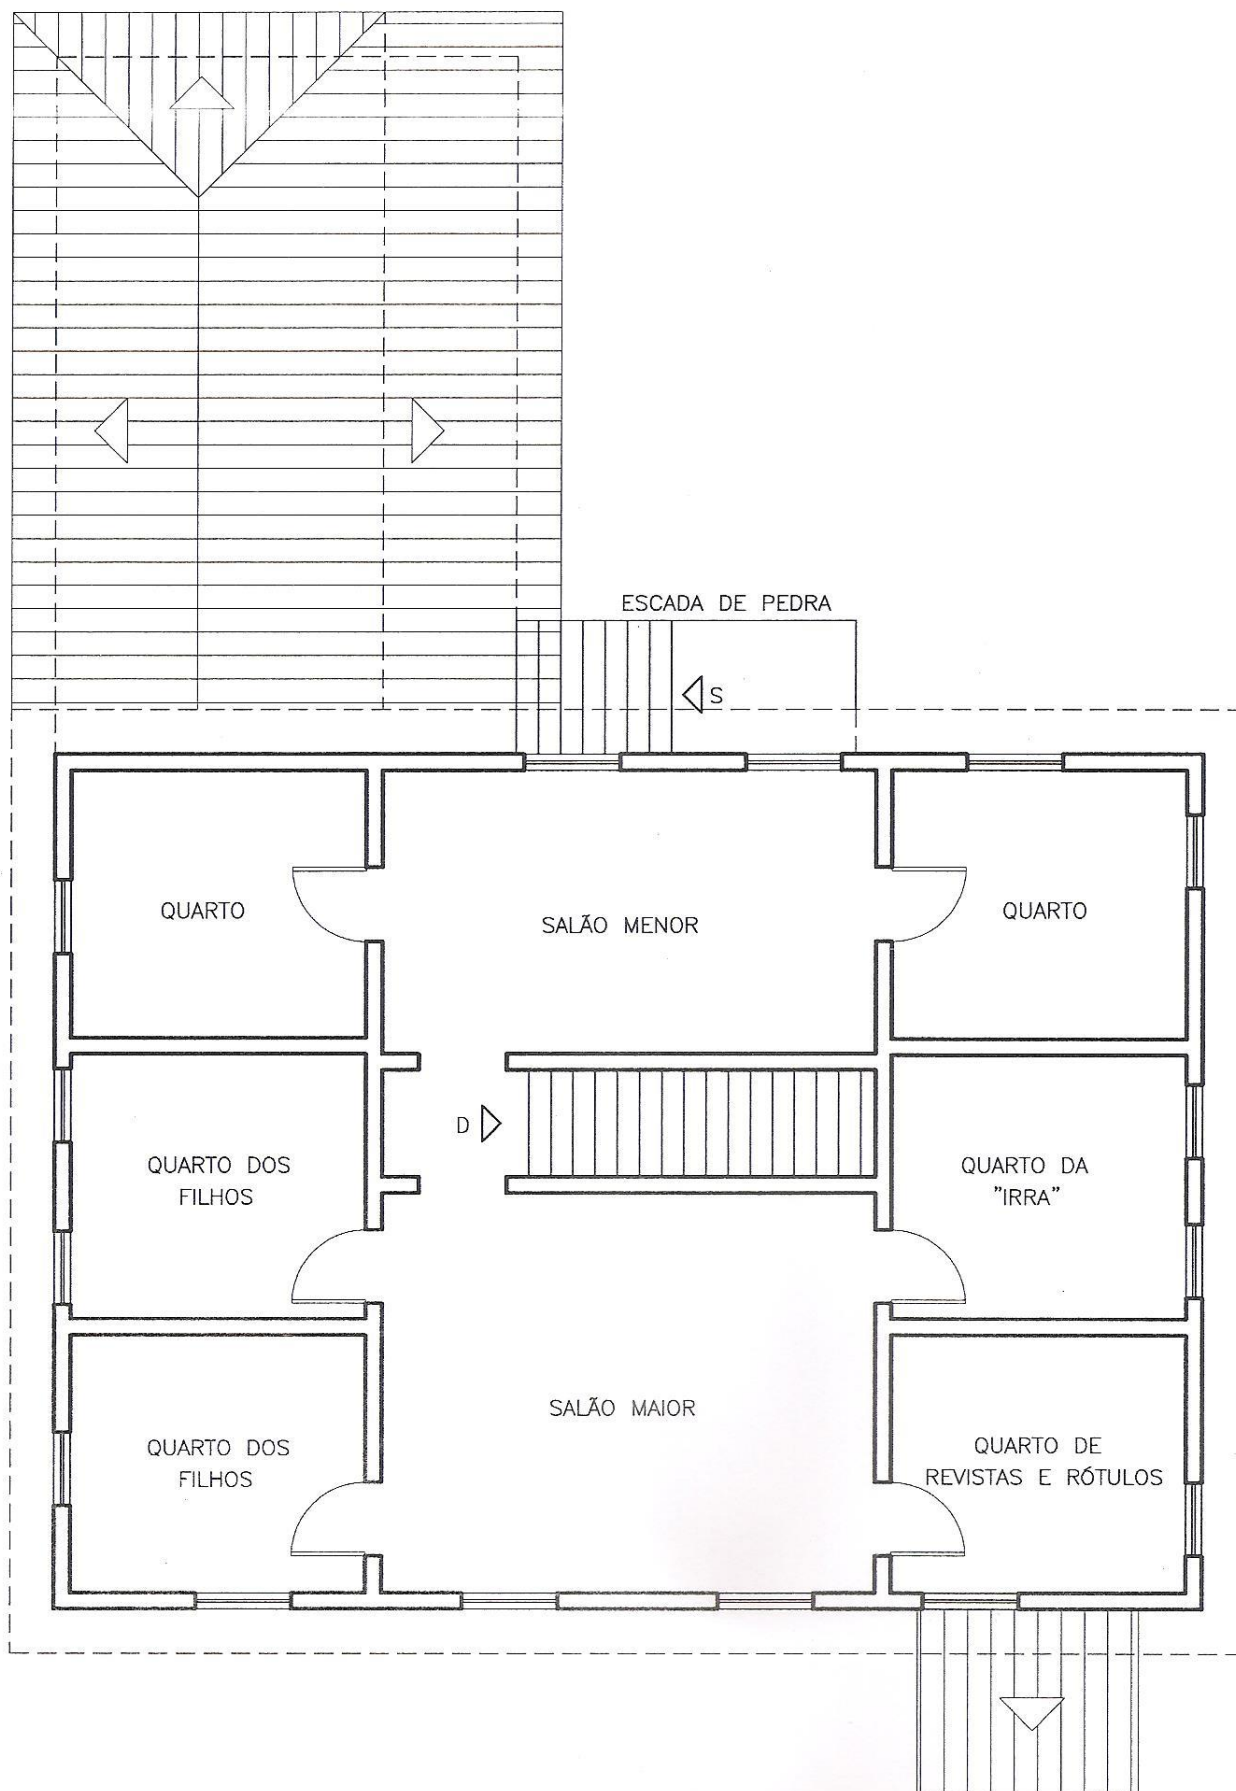 ESCADA DE PEDRA
S
QUARTO
SALÃO MENOR
QUARTO
D
QUARTO DOS
FILHOS
QUARTO DA
"IRRA"
SALÃO MAIOR
QUARTO DOS
FILHOS
QUARTO DE
REVISTAS E RÓTULOS